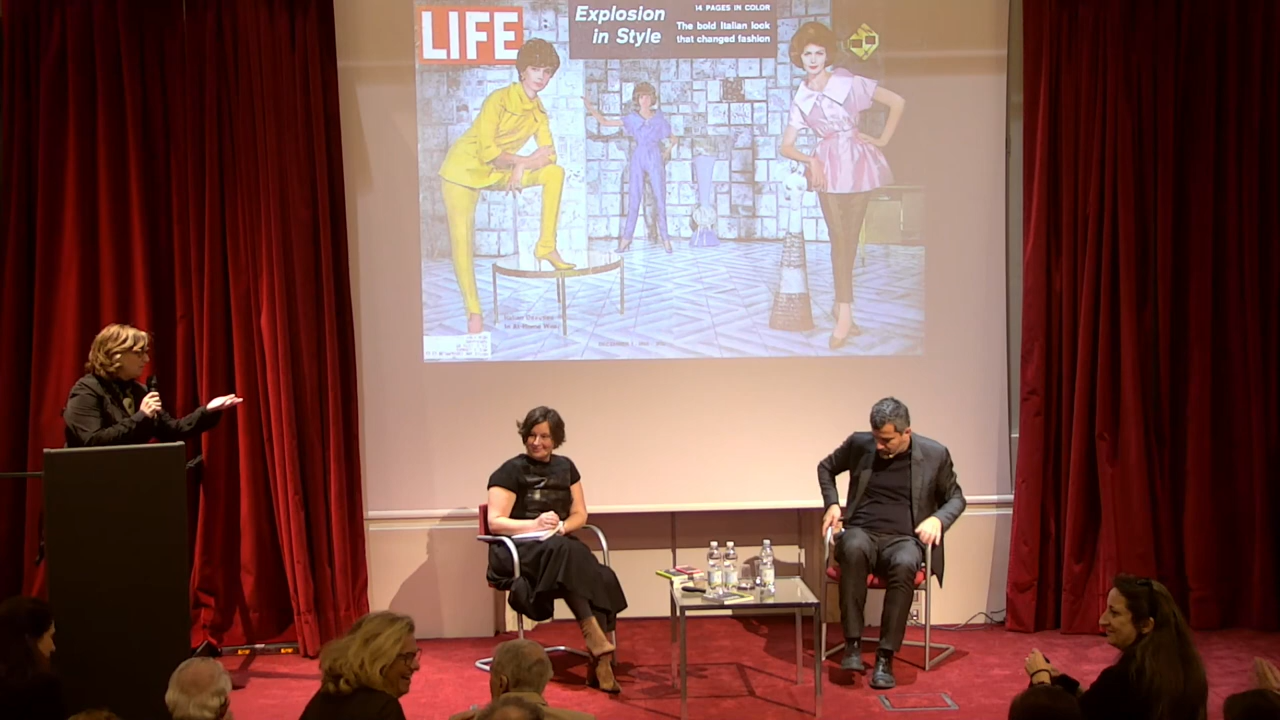 LIFE
Explosion
in Style
14 PAGES IN COLOR
The bold Italian look
that changed fashion